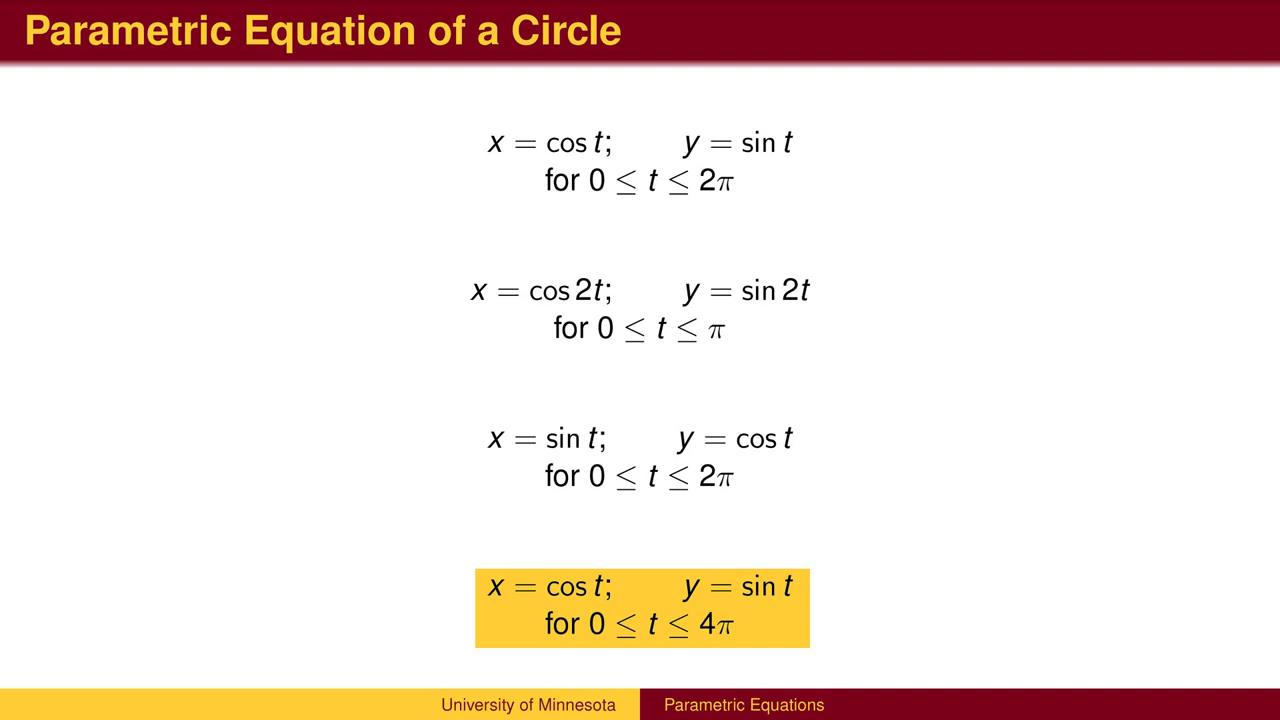 Parametric Equation of a Circle
x = cos t; y = sin t
for 0 ≤ t ≤ 2π
x = cos 2t; y = sin 2t
for 0 ≤ t ≤ π
x = sin t; y = cos t
for 0 ≤ t ≤ 2π
x = cos t; y = sin t
for 0 ≤ t ≤ 4π
University of Minnesota Parametric Equations